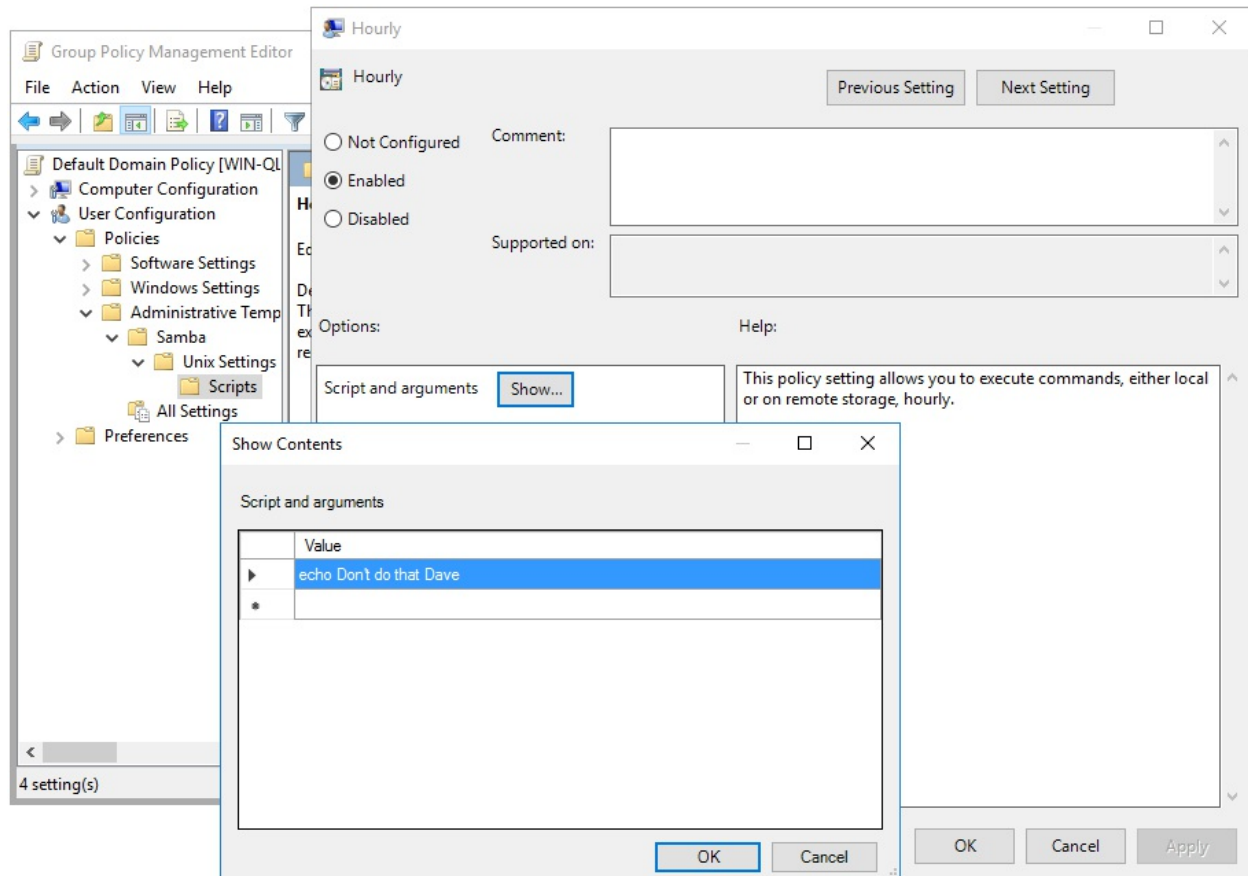 Group Policy Management Editor
File Action View Help
Default Domain Policy [WIN-QL
Computer Configuration
User Configuration
Policies
Software Settings
Windows Settings
Administrative Temp
Samba
Unix Settings
Scripts
All Settings
Preferences
4 setting(s)
Hourly
Hourly
Previous Setting
Next Setting
Not Configured
Enabled
Disabled
Comment:
Supported on:
Options:
Help:
Script and arguments
Show...
This policy setting allows you to execute commands, either local
or on remote storage, hourly.
OK
Cancel
Apply
Show Contents
Script and arguments
Value
echo Don't do that Dave
OK
Cancel